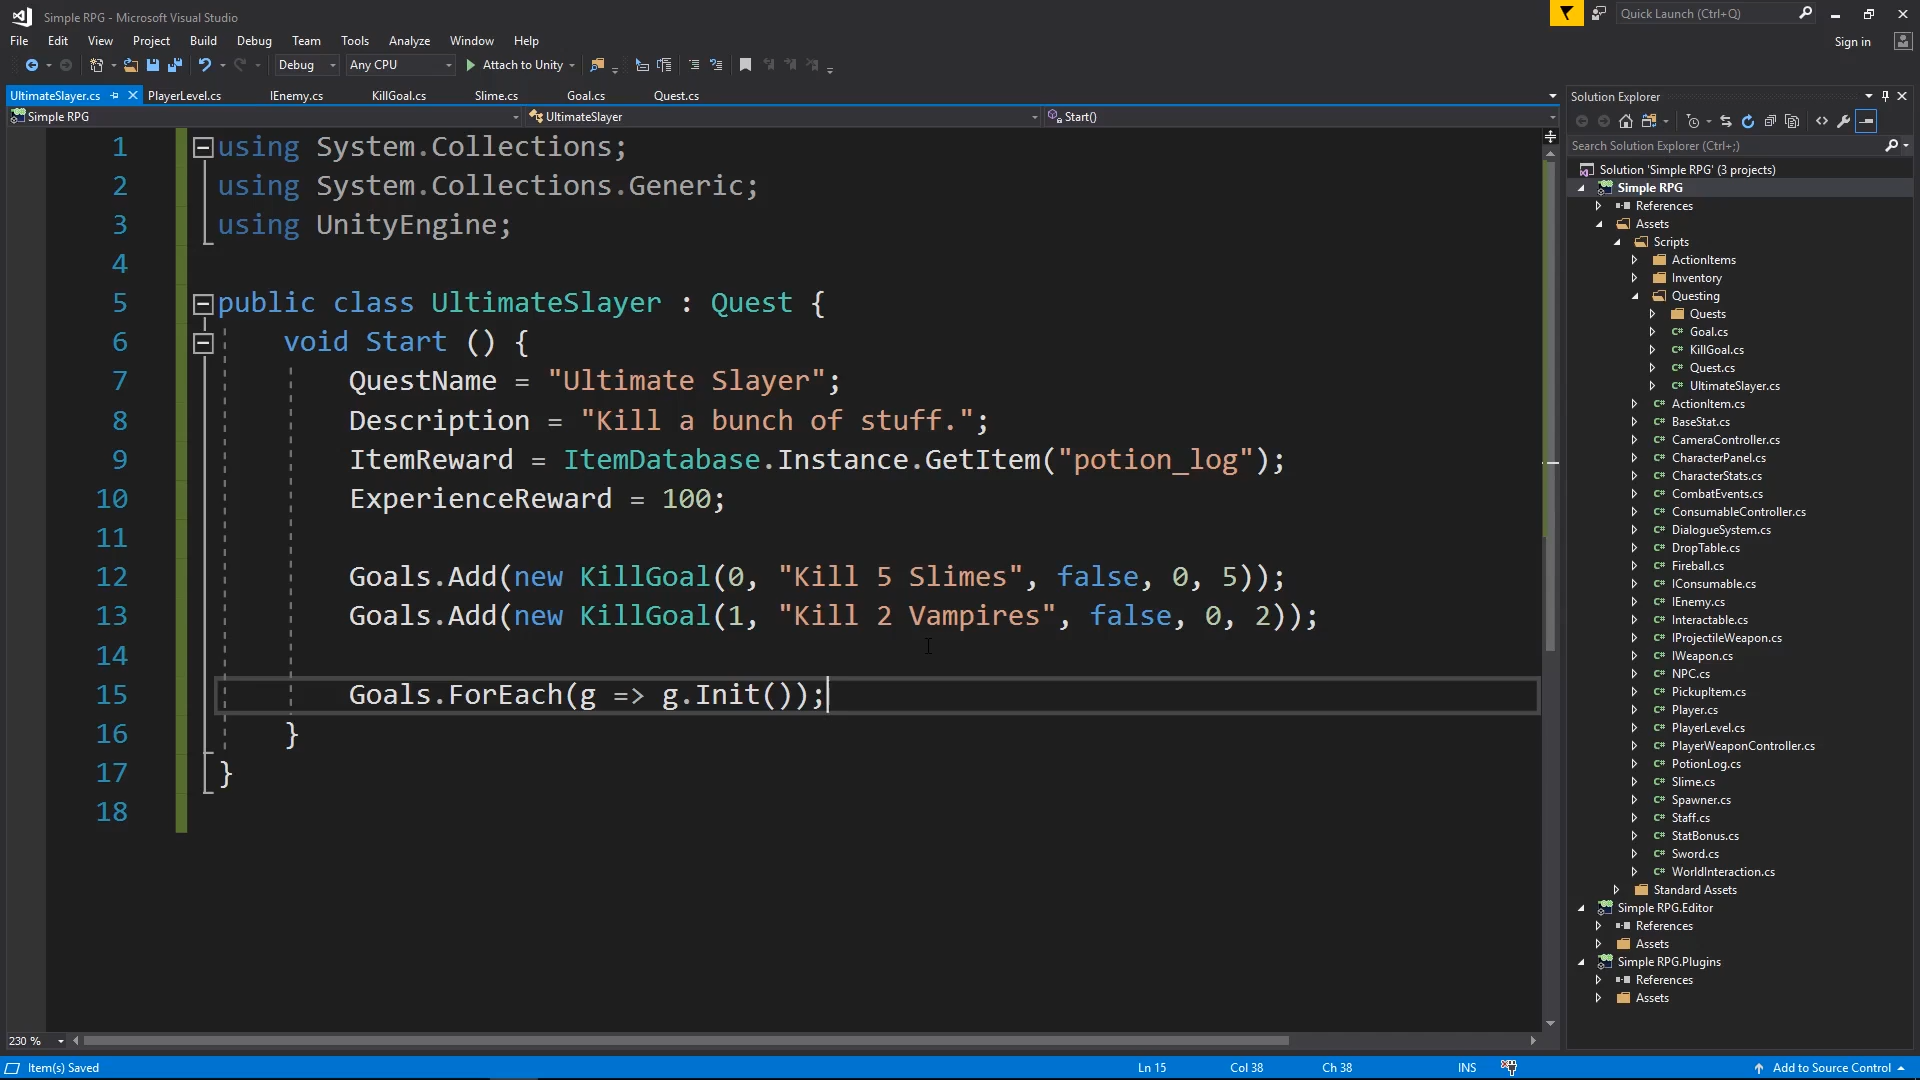 Simple RPG - Microsoft Visual Studio
Quick Launch (Ctrl+Q)
File Edit View Project Build Debug Team Tools Analyze Window Help
Sign in
Debug Any CPU Attach to Unity
UltimateSlayer.cs PlayerLevel.cs IEnemy.cs KillGoal.cs Slime.cs Goal.cs Quest.cs
Simple RPG UltimateSlayer Start()
1 using System.Collections;
2 using System.Collections.Generic;
3 using UnityEngine;
4
5 public class UltimateSlayer : Quest {
6 void Start () {
7 QuestName = "Ultimate Slayer";
8 Description = "Kill a bunch of stuff.";
9 ItemReward = ItemDatabase.Instance.GetItem("potion_log");
10 ExperienceReward = 100;
11
12 Goals.Add(new KillGoal(0, "Kill 5 Slimes", false, 0, 5));
13 Goals.Add(new KillGoal(1, "Kill 2 Vampires", false, 0, 2));
14
15 Goals.ForEach(g => g.Init());
16 }
17 }
18
230 %
Solution Explorer
Search Solution Explorer (Ctrl+;)
Solution 'Simple RPG' (3 projects)
Simple RPG
References
Assets
Scripts
ActionItems
Inventory
Questing
Quests
C# Goal.cs
C# KillGoal.cs
C# Quest.cs
C# UltimateSlayer.cs
C# ActionItem.cs
C# BaseStat.cs
C# CameraController.cs
C# CharacterPanel.cs
C# CharacterStats.cs
C# CombatEvents.cs
C# ConsumableController.cs
C# DialogueSystem.cs
C# DropTable.cs
C# Fireball.cs
C# IConsumable.cs
C# IEnemy.cs
C# Interactable.cs
C# IProjectileWeapon.cs
C# IWeapon.cs
C# NPC.cs
C# PickupItem.cs
C# Player.cs
C# PlayerLevel.cs
C# PlayerWeaponController.cs
C# PotionLog.cs
C# Slime.cs
C# Spawner.cs
C# Staff.cs
C# StatBonus.cs
C# Sword.cs
C# WorldInteraction.cs
Standard Assets
Simple RPG.Editor
References
Assets
Simple RPG.Plugins
References
Assets
Item(s) Saved Ln 15 Col 38 Ch 38 INS Add to Source Control